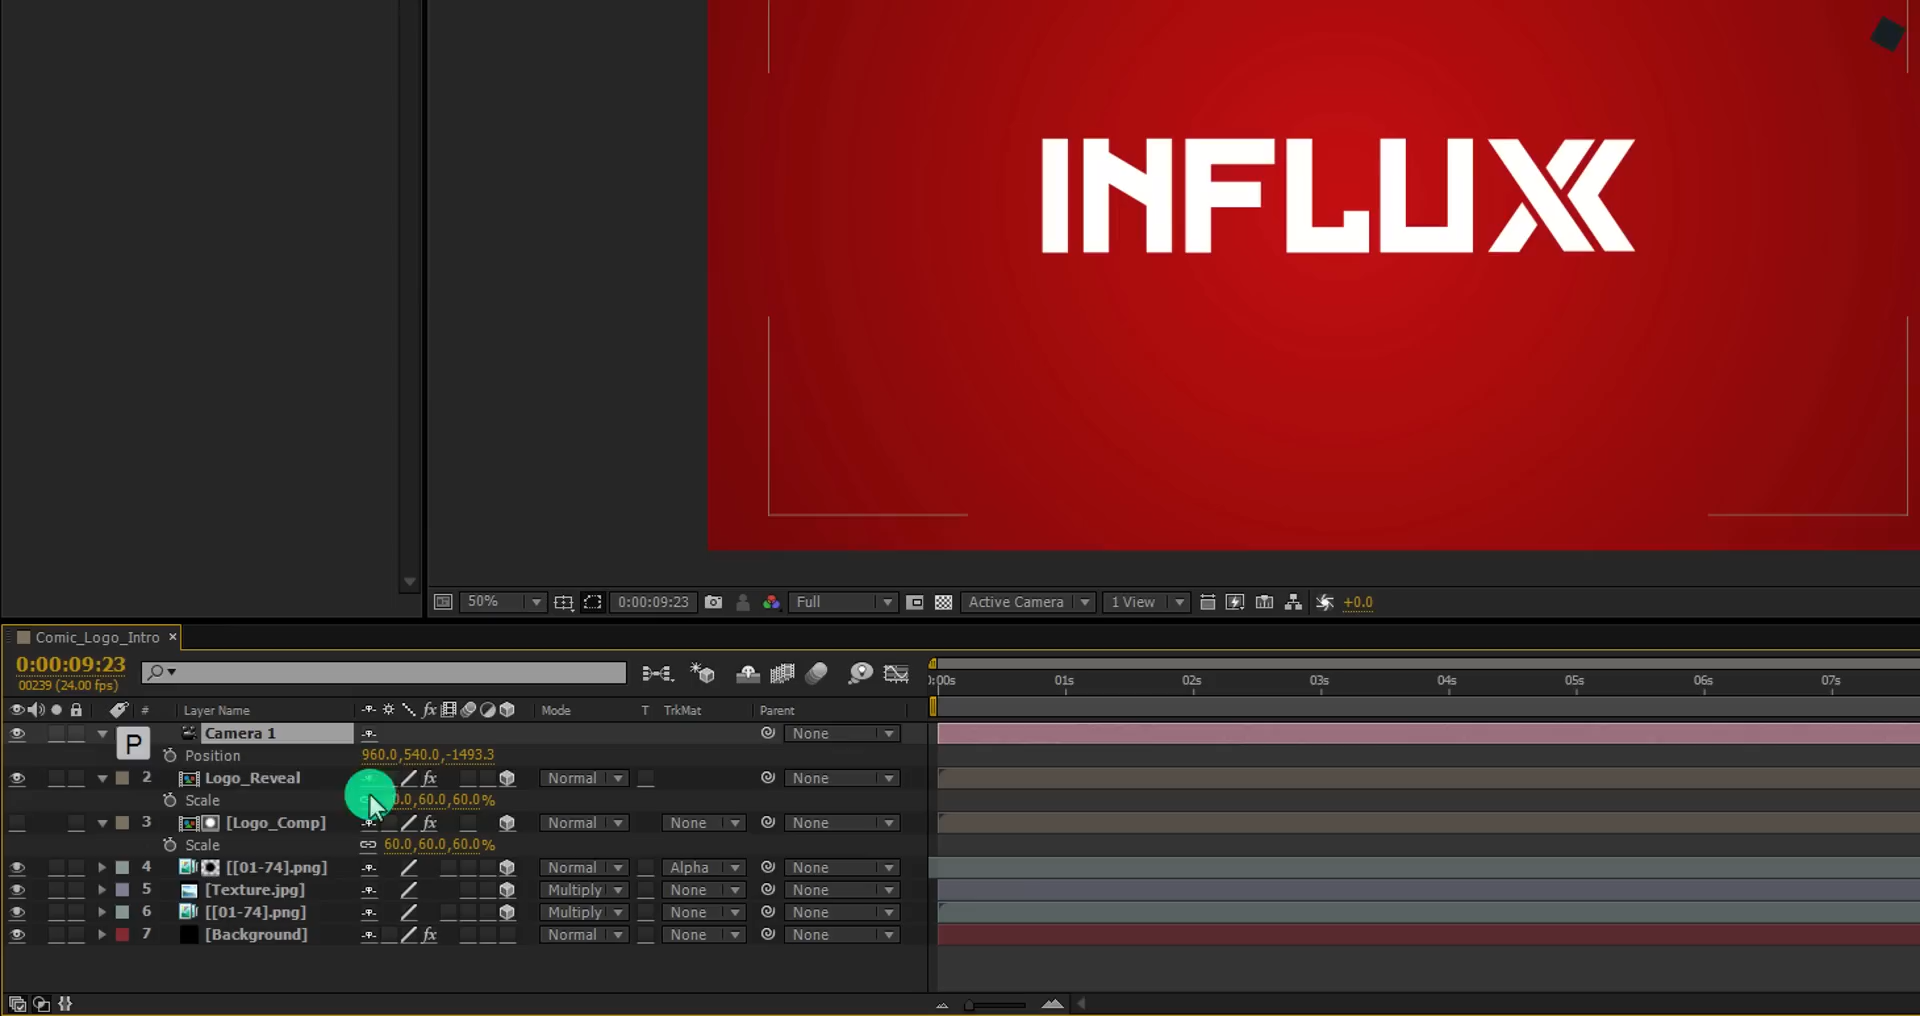 INFLUX
50%
0:00:09:23
Full
Active Camera
1 View
+0.0
Comic_Logo_Intro ×
0:00:09:23
00239 (24.00 fps)
:00s 01s 02s 03s 04s 05s 06s 07s
# Layer Name fx Mode T TrkMat Parent
P Camera 1 None
Position 960.0,540.0,-1493.3
2 Logo_Reveal fx Normal None
Scale 0.0,60.0,60.0%
3 [Logo_Comp] fx Normal None None
Scale 60.0,60.0,60.0%
4 [[01-74].png] Normal Alpha None
5 [Texture.jpg] Multiply None None
6 [[01-74].png] Multiply None None
7 [Background] fx Normal None None